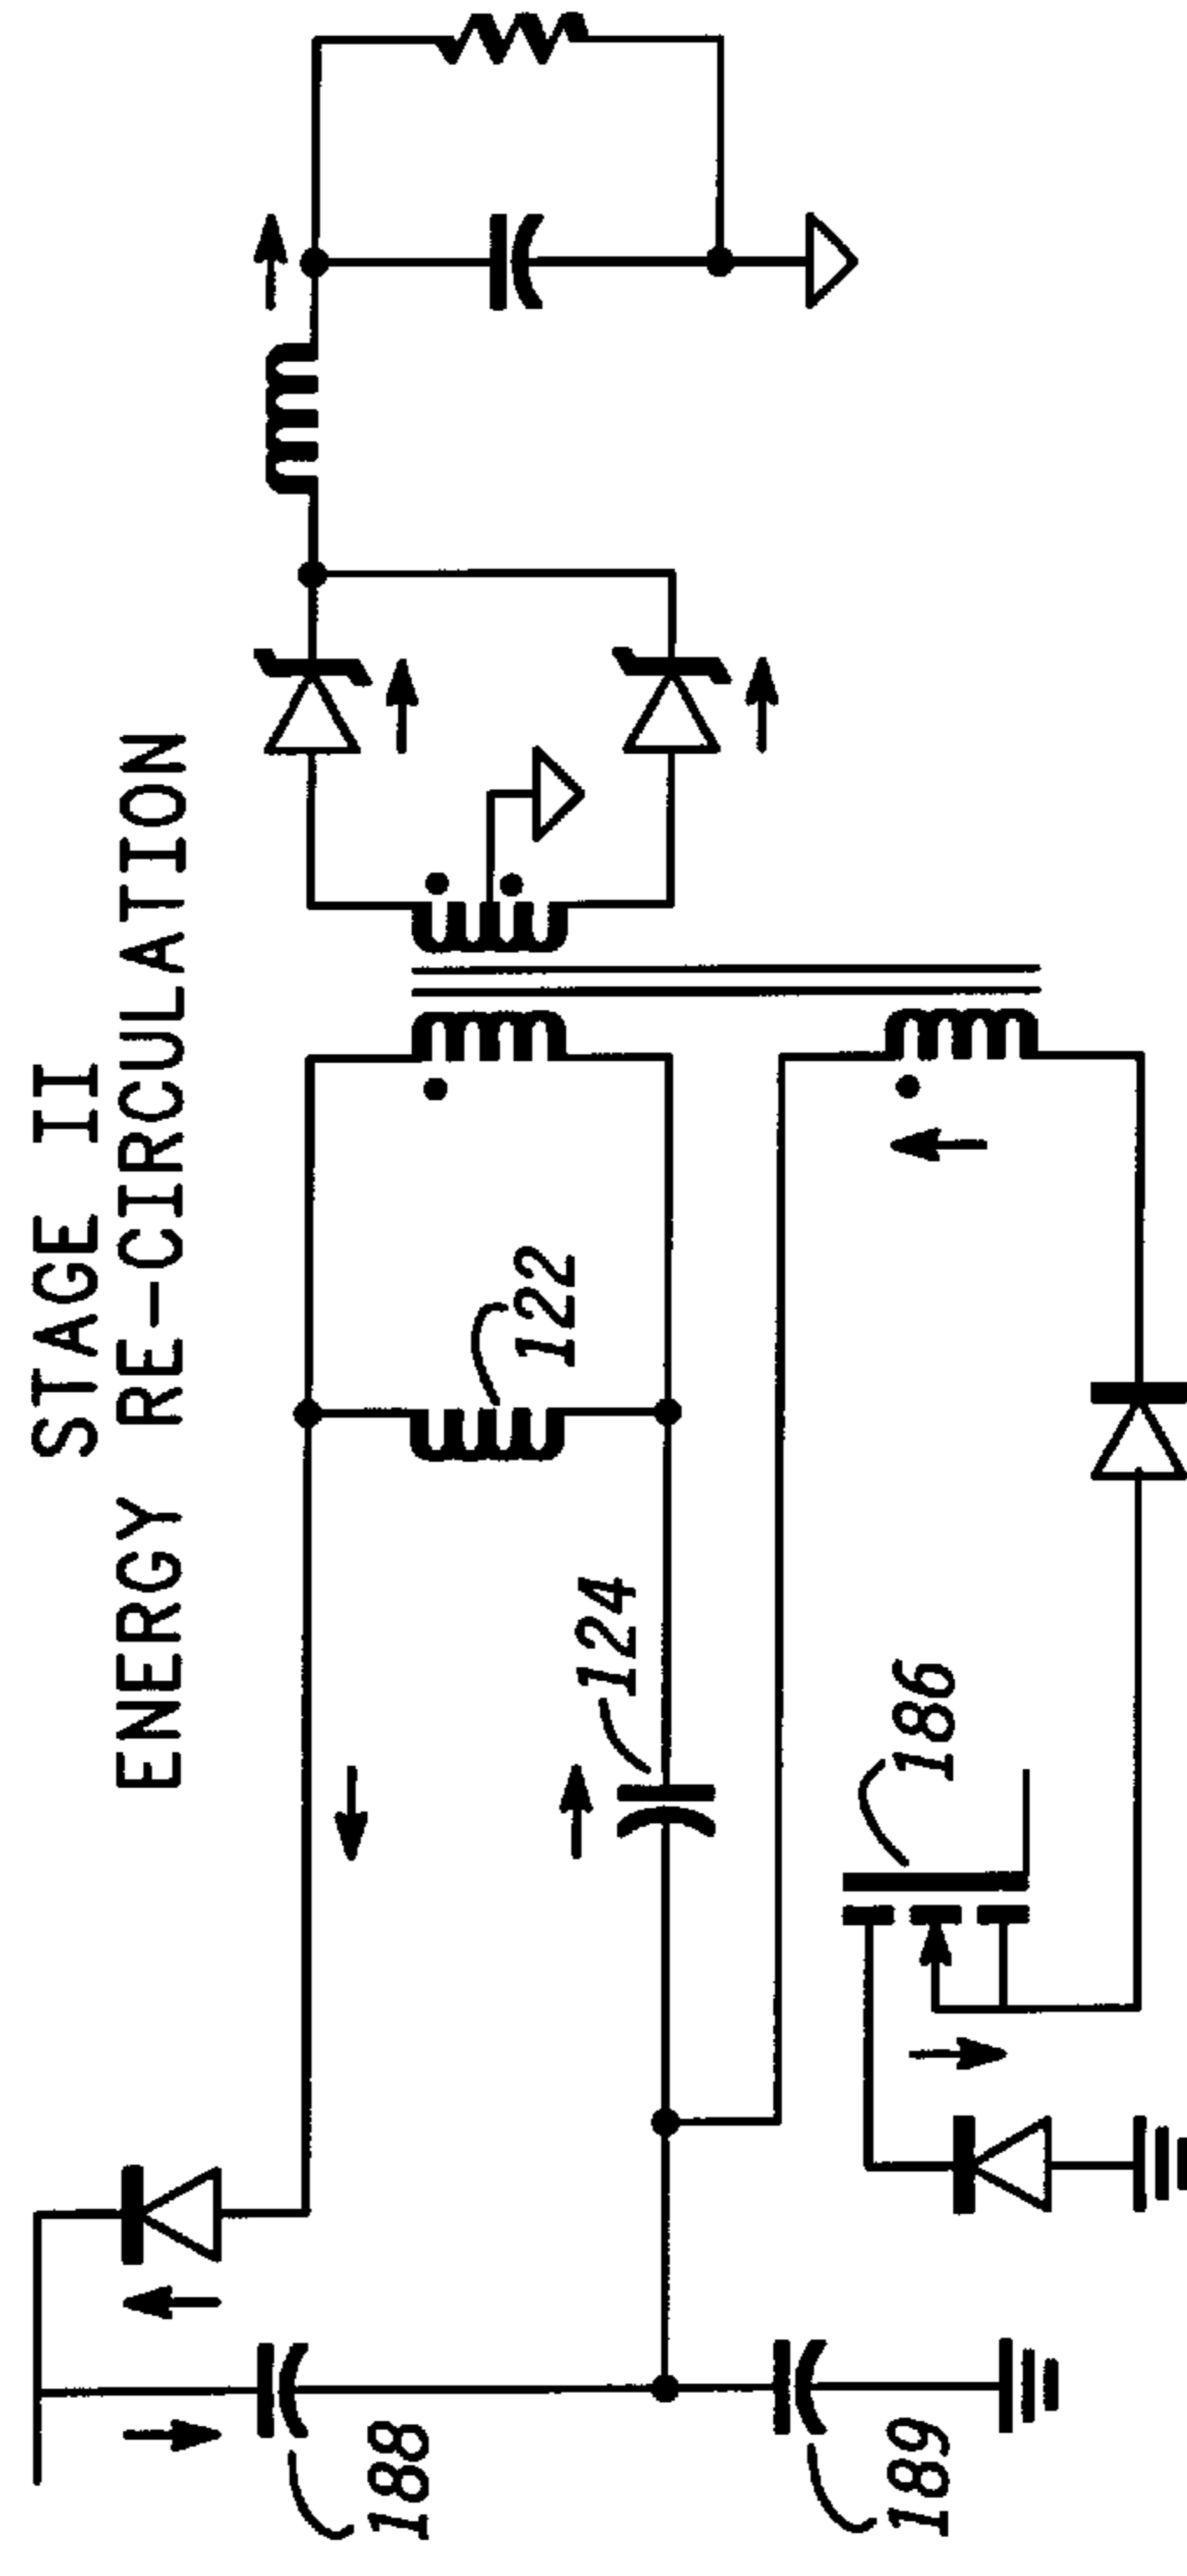 STAGE II
ENERGY RE-CIRCULATION
122
124
186
188
189